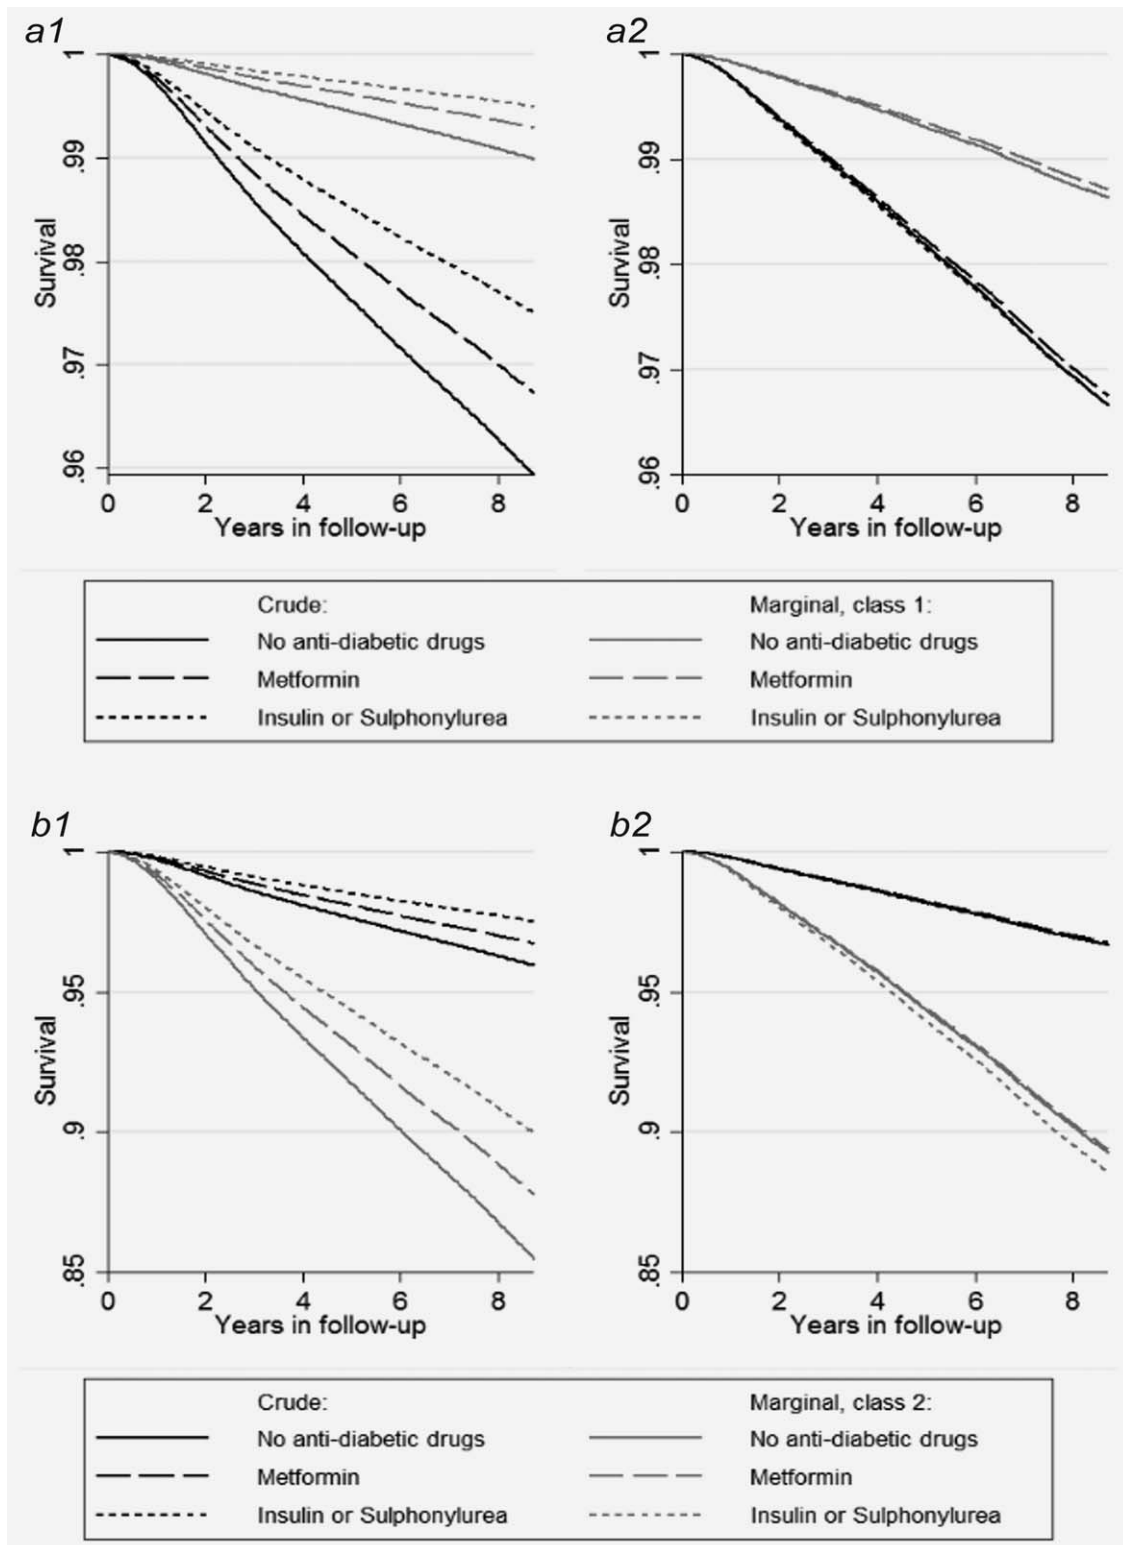 a1
a2
1
.99
.98
.97
.96
Survival
0 2 4 6 8
Years in follow-up
1
.99
.98
.97
.96
Survival
0 2 4 6 8
Years in follow-up
Crude: Marginal, class 1:
No anti-diabetic drugs No anti-diabetic drugs
Metformin Metformin
Insulin or Sulphonylurea Insulin or Sulphonylurea
b1
b2
1
.95
.9
.85
Survival
0 2 4 6 8
Years in follow-up
1
.95
.9
.85
Survival
0 2 4 6 8
Years in follow-up
Crude: Marginal, class 2:
No anti-diabetic drugs No anti-diabetic drugs
Metformin Metformin
Insulin or Sulphonylurea Insulin or Sulphonylurea